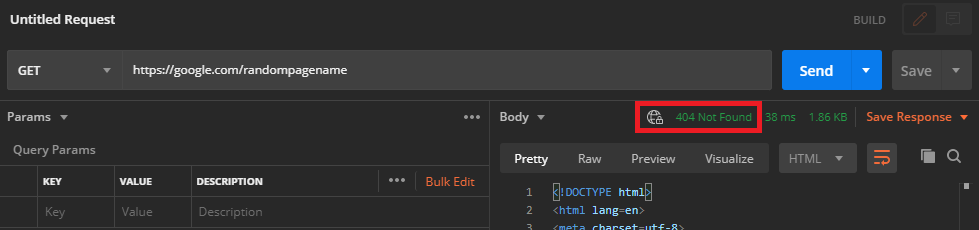 Untitled Request BUILD
GET https://google.com/randompagename Send Save
Params ••• Body 404 Not Found 38 ms 1.86 KB Save Response
Query Params Pretty Raw Preview Visualize HTML
KEY VALUE DESCRIPTION ••• Bulk Edit
1 <!DOCTYPE html>
Key Value Description 2 <html lang=en>
3 <meta charset=utf-8>